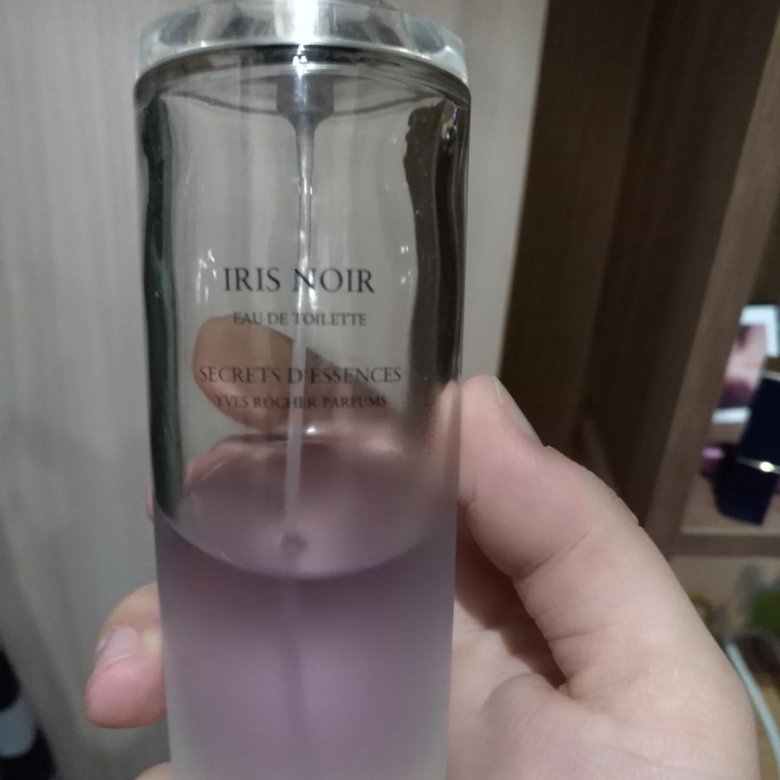 IRIS NOIR
EAU DE TOILETTE
SECRETS D'ESSENCES
YVES ROCHER PARFUMS